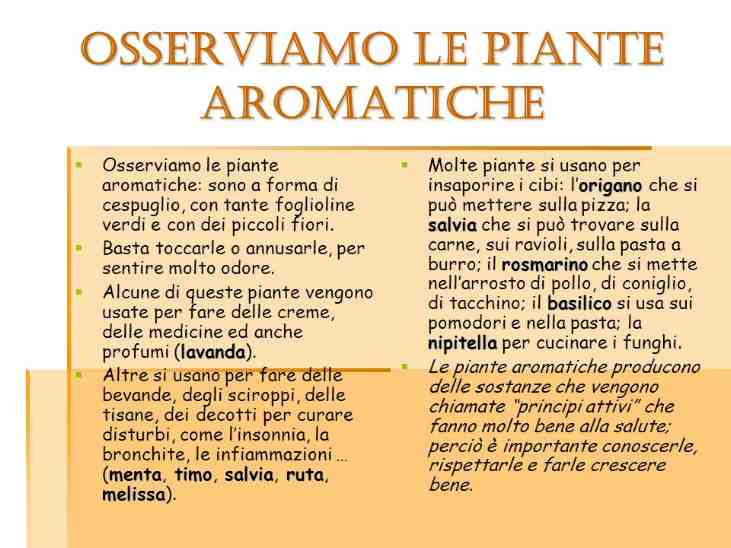 OSSERVIAMO LE PIANTE
AROMATICHE
Osserviamo le piante
aromatiche: sono a forma di
cespuglio, con tante foglioline
verdi e con dei piccoli fiori.
Basta toccarle o annusarle, per
sentire molto odore.
Alcune di queste piante vengono
usate per fare delle creme,
delle medicine ed anche
profumi (lavanda).
Altre si usano per fare delle
bevande, degli sciroppi, delle
tisane, dei decotti per curare
disturbi, come l'insonnia, la
bronchite, le infiammazioni ...
(menta, timo, salvia, ruta,
melissa).
Molte piante si usano per
insaporire i cibi: l'origano che si
può mettere sulla pizza; la
salvia che si può trovare sulla
carne, sui ravioli, sulla pasta a
burro; il rosmarino che si mette
nell'arrosto di pollo, di coniglio,
di tacchino; il basilico si usa sui
pomodori e nella pasta; la
nipitella per cucinare i funghi.
Le piante aromatiche producono
delle sostanze che vengono
chiamate "principi attivi" che
fanno molto bene alla salute;
perciò è importante conoscerle,
rispettarle e farle crescere
bene.